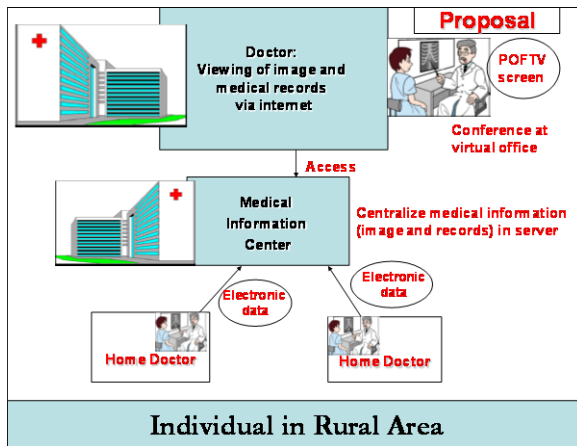 Proposal
Doctor:
Viewing of image and
medical records
via internet
POFTV
screen
Conference at
virtual office
Access
Medical
Information
Center
Centralize medical information
(image and records) in server
Electronic
data
Electronic
data
Home Doctor
Home Doctor
Individual in Rural Area